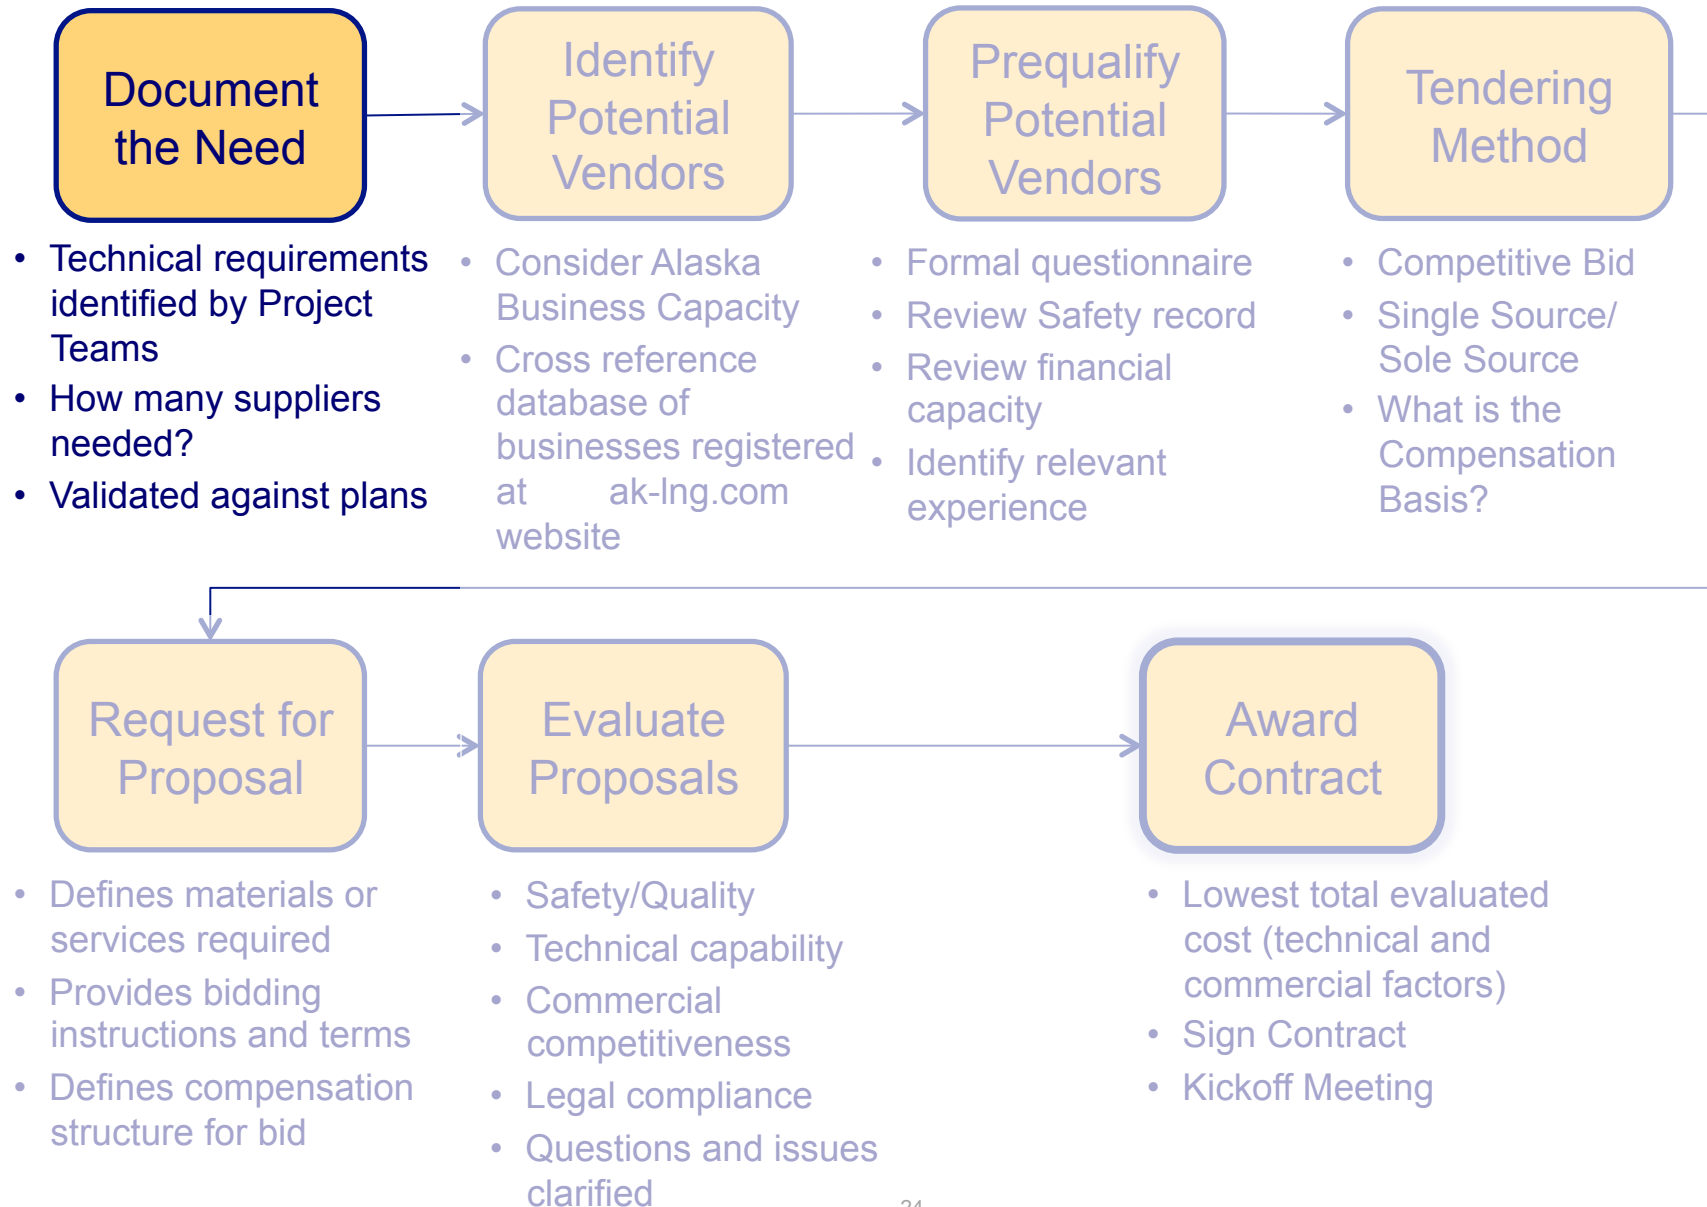 Document
the Need
Identify
Potential
Vendors
Prequalify
Potential
Vendors
Tendering
Method
• Technical requirements
identified by Project
Teams
• How many suppliers
needed?
• Validated against plans
• Consider Alaska
Business Capacity
• Cross reference
database of
businesses registered
at ak-lng.com
website
• Formal questionnaire
• Review Safety record
• Review financial
capacity
• Identify relevant
experience
• Competitive Bid
• Single Source/
Sole Source
• What is the
Compensation
Basis?
Request for
Proposal
Evaluate
Proposals
Award
Contract
• Defines materials or
services required
• Provides bidding
instructions and terms
• Defines compensation
structure for bid
• Safety/Quality
• Technical capability
• Commercial
competitiveness
• Legal compliance
• Questions and issues
clarified
• Lowest total evaluated
cost (technical and
commercial factors)
• Sign Contract
• Kickoff Meeting
24